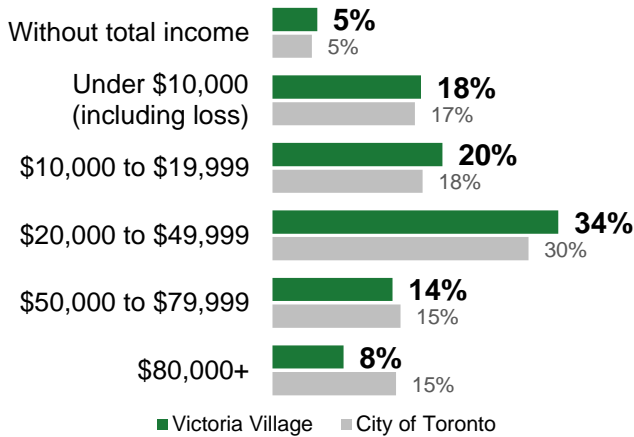 Without total income
5%
5%
Under $10,000
(including loss)
18%
17%
$10,000 to $19,999
20%
18%
$20,000 to $49,999
34%
30%
$50,000 to $79,999
14%
15%
$80,000+
8%
15%
Victoria Village City of Toronto